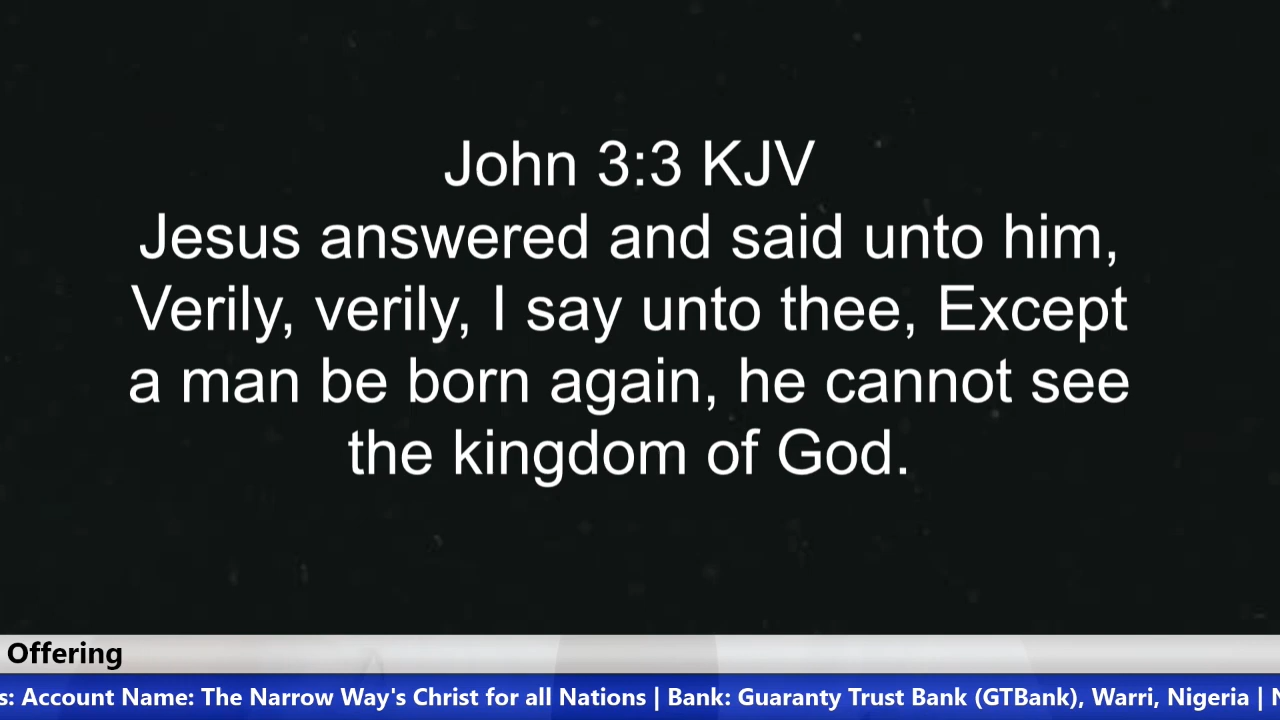 John 3:3 KJV
Jesus answered and said unto him,
Verily, verily, I say unto thee, Except
a man be born again, he cannot see
the kingdom of God.
Offering
s: Account Name: The Narrow Way's Christ for all Nations | Bank: Guaranty Trust Bank (GTBank), Warri, Nigeria |